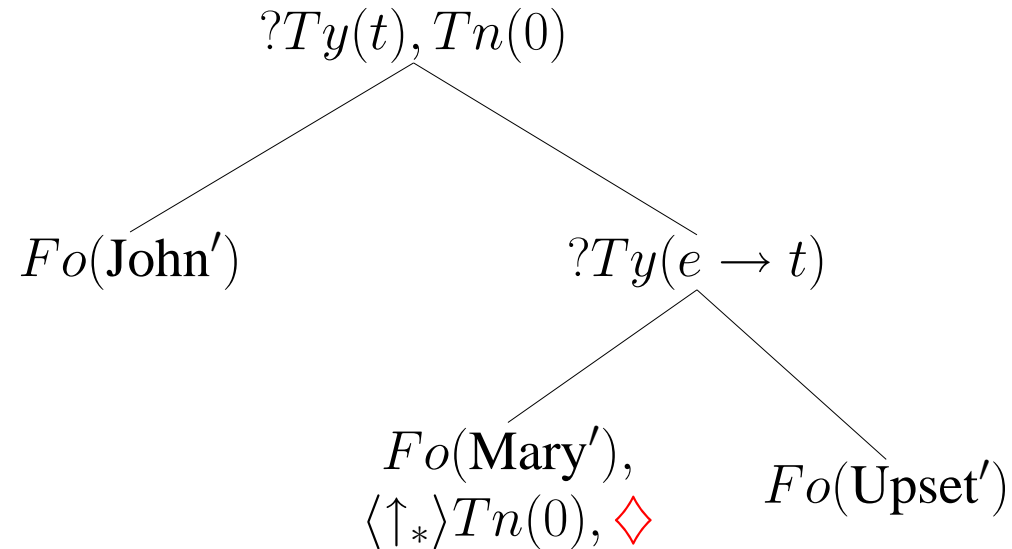 ?Ty(t), Tn(0)
Fo(John′)
?Ty(e → t)
Fo(Mary′),
⟨↑∗⟩Tn(0), ♢
Fo(Upset′)